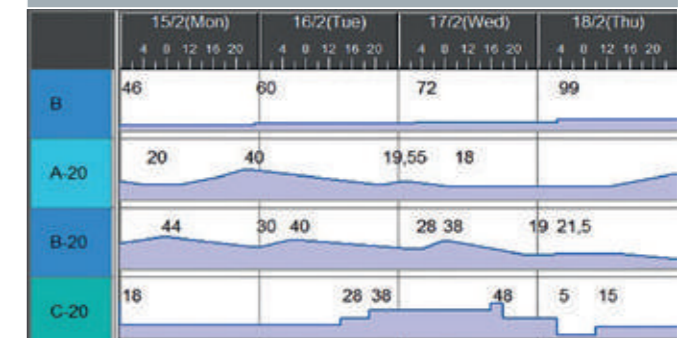 15/2(Mon) 16/2(Tue) 17/2(Wed) 18/2(Thu)
4 8 12 16 20 4 8 12 16 20 4 8 12 16 20 4 8 12 16 20
B 46 60 72 99
A-20 20 40 19,55 18
B-20 44 30 40 28 38 19 21,5
C-20 18 28 38 48 5 15